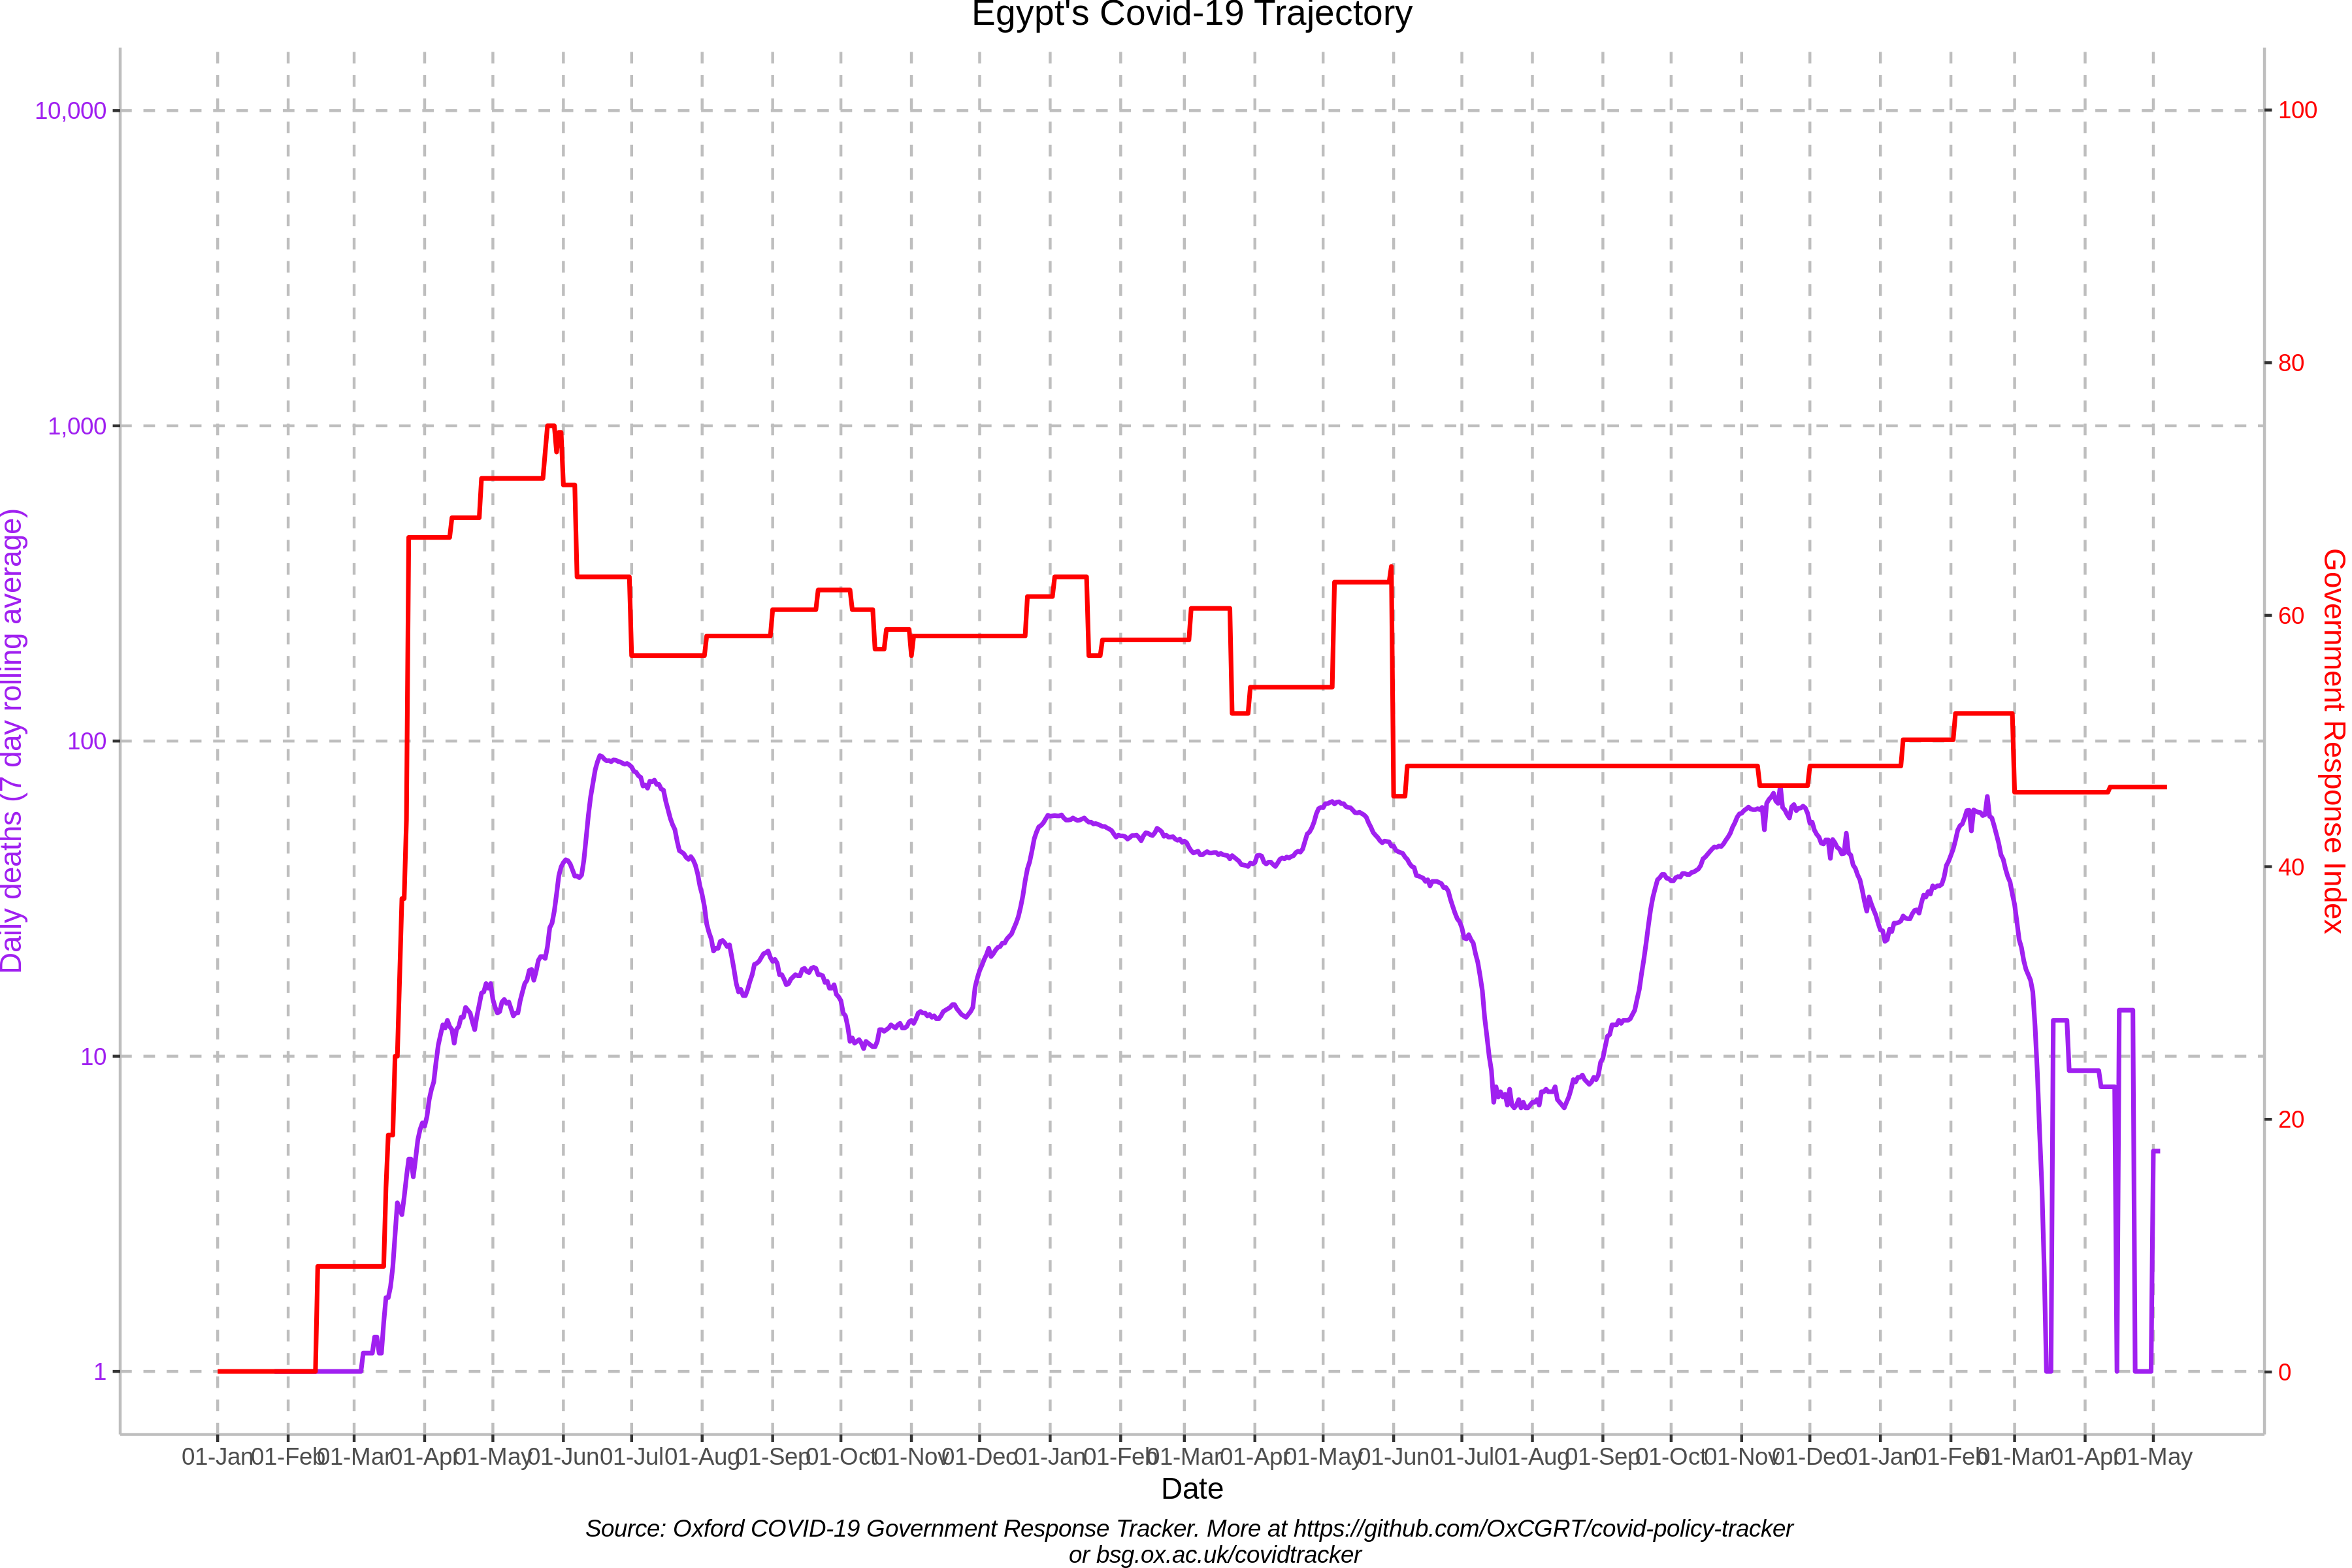 Egypt's Covid-19 Trajectory
10,000
1,000
100
10
1
Daily deaths (7 day rolling average)
100
80
60
40
20
0
Government Response Index
01-Jan 01-Feb 01-Mar 01-Apr 01-May 01-Jun 01-Jul 01-Aug 01-Sep 01-Oct 01-Nov 01-Dec 01-Jan 01-Feb 01-Mar 01-Apr 01-May 01-Jun 01-Jul 01-Aug 01-Sep 01-Oct 01-Nov 01-Dec 01-Jan 01-Feb 01-Mar 01-Apr 01-May
Date
Source: Oxford COVID-19 Government Response Tracker. More at https://github.com/OxCGRT/covid-policy-tracker
or bsg.ox.ac.uk/covidtracker